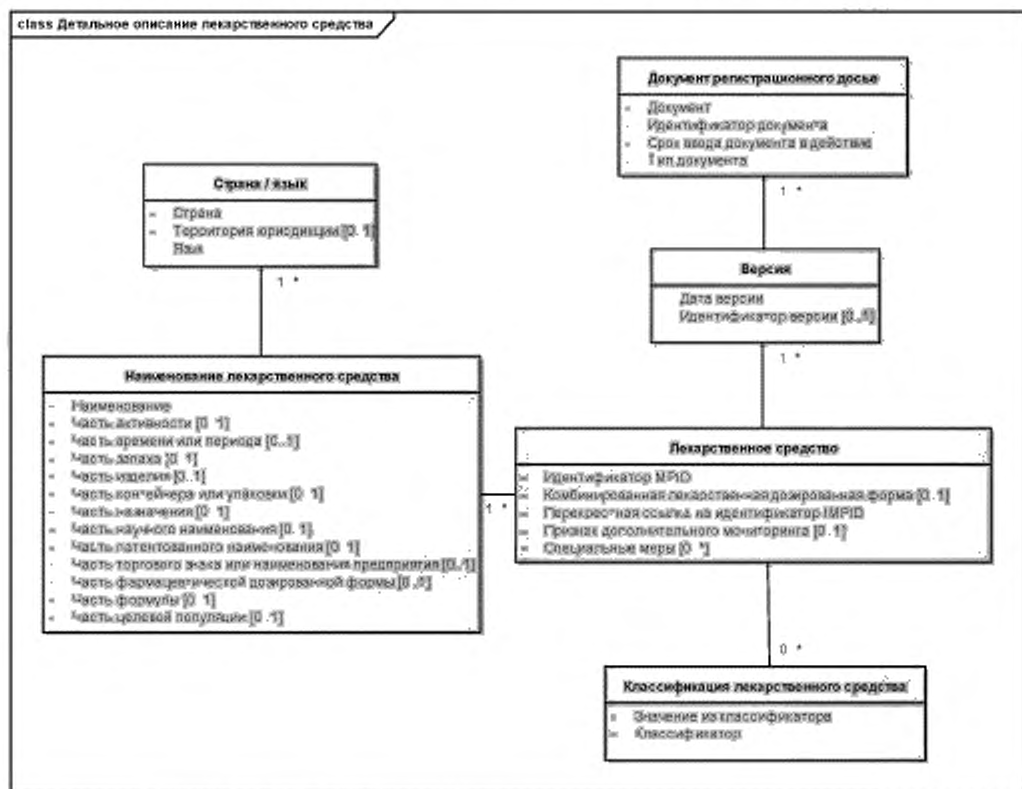 class Детальное описание лекарственного средства
Документ регистрационного досье
Документ
Идентификатор документа
Срок ввода документа в действие
Тип документа
Страна / язык
Страна
Территория юрисдикции [0. 1]
Язык
1 *
1 *
Версия
Дата версии
Идентификатор версии [0..1]
1 *
Наименование лекарственного средства
Наименование
Часть активности [0 1]
Часть времени или периода [0..1]
Часть запаха [0 1]
Часть изделия [0..1]
Часть контейнера или упаковки [0 1]
Часть назначения [0 1]
Часть научного наименования [0. 1]
Часть патентованного наименования [0 1]
Часть торгового знака или наименования предприятия [0..1]
Часть фармацевтической дозированной формы [0..1]
Часть формулы [0 1]
Часть целевой популяции [0 .1]
1 *
Лекарственное средство
Идентификатор MPID
Комбинированная лекарственная дозированная форма [0. 1]
Перекрестная ссылка на идентификатор IMPID
Признак дополнительного мониторинга [0. 1]
Специальные меры [0 *]
0 *
Классификация лекарственного средства
Значение из классификатора
Классификатор